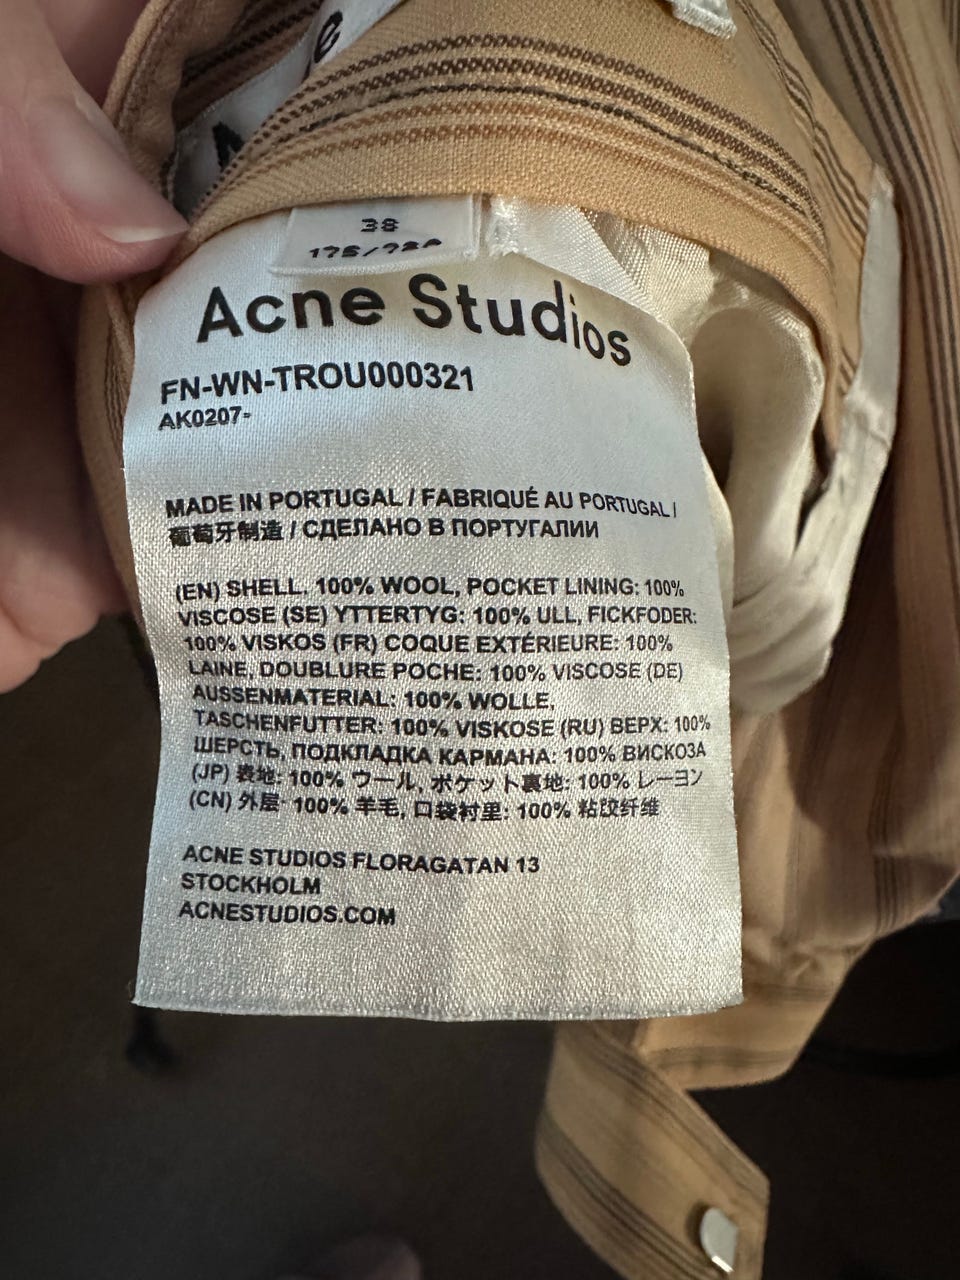 38
Acne Studios
FN-WN-TROU000321
AK0207-
MADE IN PORTUGAL / FABRIQUÉ AU PORTUGAL /
葡萄牙制造 / СДЕЛАНО В ПОРТУГАЛИИ
(EN) SHELL: 100% WOOL, POCKET LINING: 100%
VISCOSE (SE) YTTERTYG: 100% ULL, FICKFODER:
100% VISKOS (FR) COQUE EXTÉRIEURE: 100%
LAINE, DOUBLURE POCHE: 100% VISCOSE (DE)
AUSSENMATERIAL: 100% WOLLE,
TASCHENFUTTER: 100% VISKOSE (RU) ВЕРХ: 100%
ШЕРСТЬ, ПОДКЛАДКА КАРМАНА: 100% ВИСКОЗА
(JP) 表地: 100% ウール, ポケット裏地: 100% レーヨン
(CN) 外层: 100% 羊毛, 口袋衬里: 100% 粘胶纤维
ACNE STUDIOS FLORAGATAN 13
STOCKHOLM
ACNESTUDIOS.COM